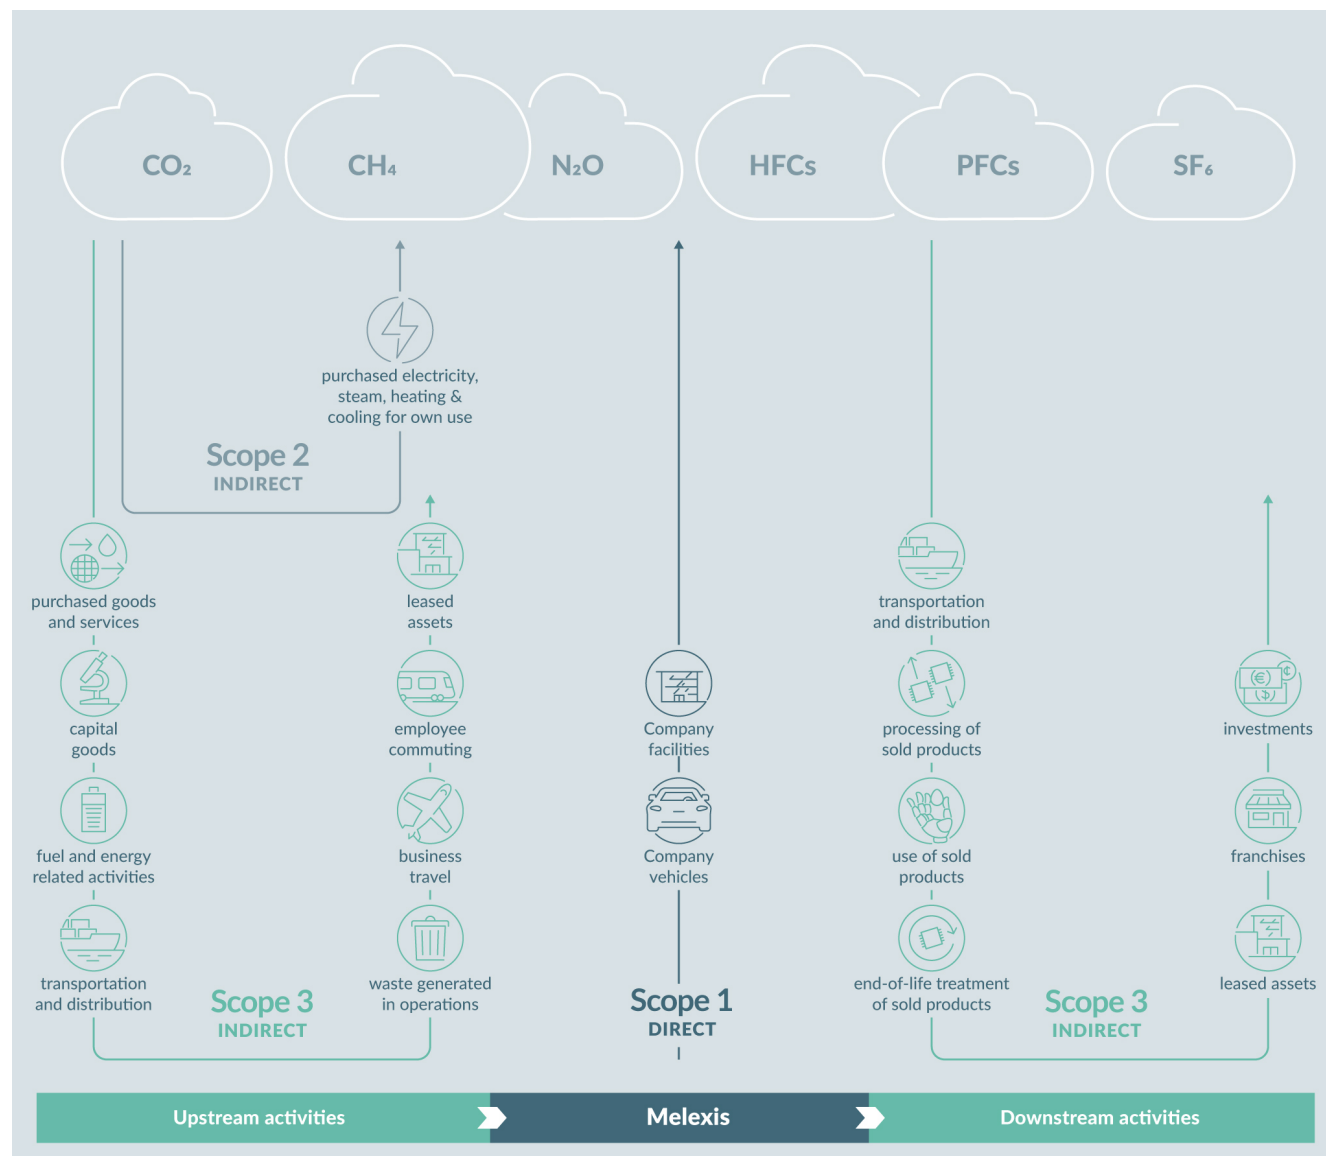 CO₂
CH₄
N₂O
HFCs
PFCs
SF₆
purchased electricity,
steam, heating &
cooling for own use
Scope 2
INDIRECT
purchased goods
and services
capital
goods
fuel and energy
related activities
transportation
and distribution
leased
assets
employee
commuting
business
travel
waste generated
in operations
Scope 3
INDIRECT
Company
facilities
Company
vehicles
Scope 1
DIRECT
transportation
and distribution
processing of
sold products
use of sold
products
end-of-life treatment
of sold products
€
$
¢
investments
franchises
leased assets
Scope 3
INDIRECT
Upstream activities
Melexis
Downstream activities